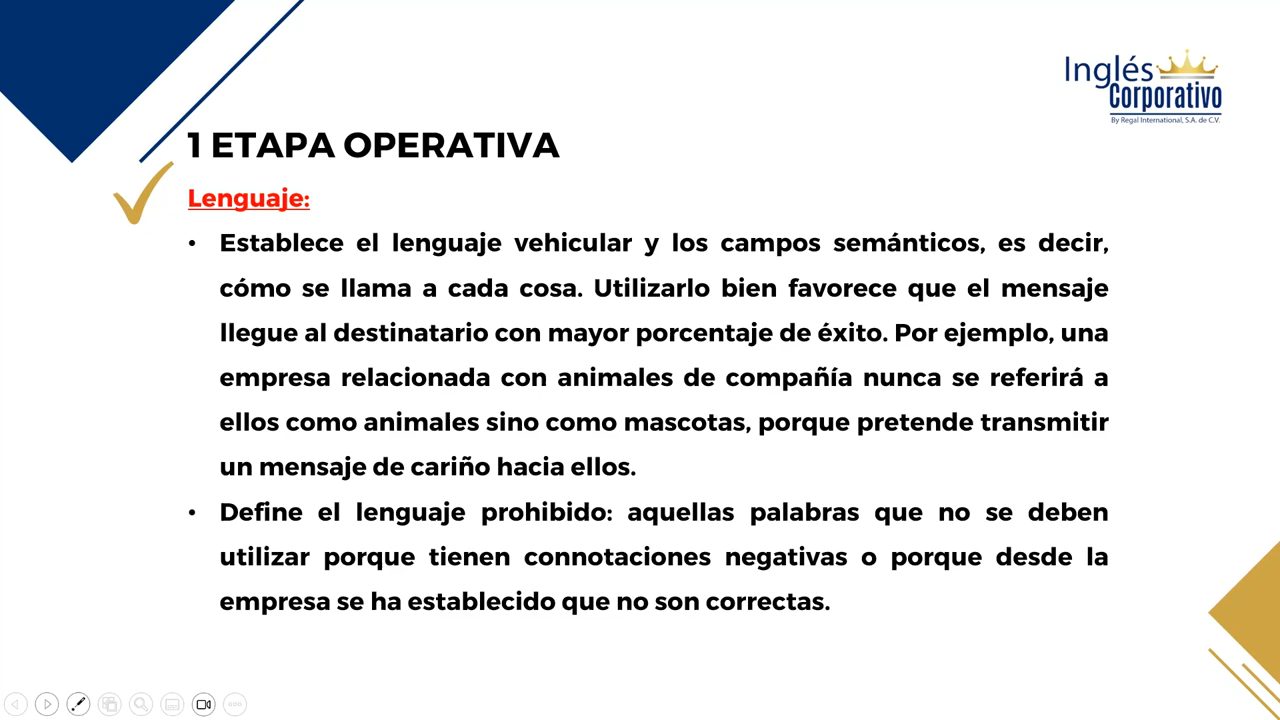 Inglés
Corporativo
By Regal International, S.A. de C.V.
1 ETAPA OPERATIVA
Lenguaje:
• Establece el lenguaje vehicular y los campos semánticos, es decir,
cómo se llama a cada cosa. Utilizarlo bien favorece que el mensaje
llegue al destinatario con mayor porcentaje de éxito. Por ejemplo, una
empresa relacionada con animales de compañía nunca se referirá a
ellos como animales sino como mascotas, porque pretende transmitir
un mensaje de cariño hacia ellos.
• Define el lenguaje prohibido: aquellas palabras que no se deben
utilizar porque tienen connotaciones negativas o porque desde la
empresa se ha establecido que no son correctas.